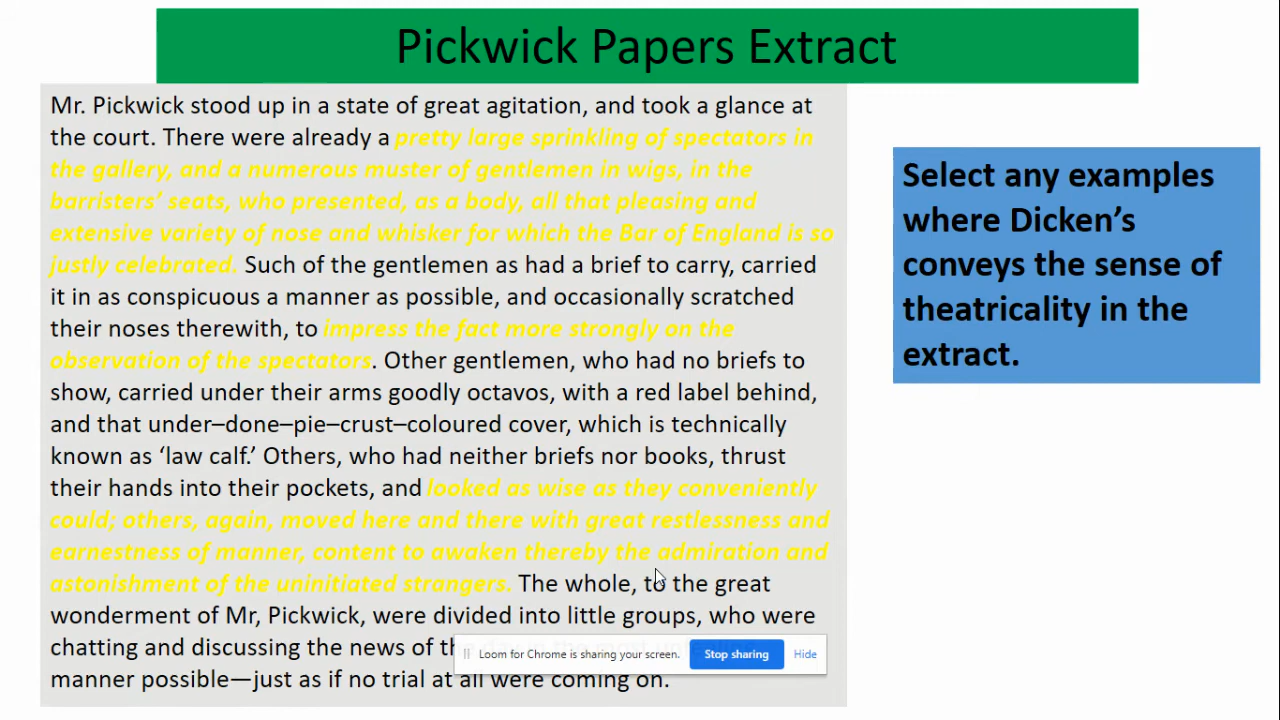 Pickwick Papers Extract
Mr. Pickwick stood up in a state of great agitation, and took a glance at
the court. There were already a pretty large sprinkling of spectators in
the gallery, and a numerous muster of gentlemen in wigs, in the
barristers’ seats, who presented, as a body, all that pleasing and
extensive variety of nose and whisker for which the Bar of England is so
justly celebrated. Such of the gentlemen as had a brief to carry, carried
it in as conspicuous a manner as possible, and occasionally scratched
their noses therewith, to impress the fact more strongly on the
observation of the spectators. Other gentlemen, who had no briefs to
show, carried under their arms goodly octavos, with a red label behind,
and that under–done–pie–crust–coloured cover, which is technically
known as ‘law calf.’ Others, who had neither briefs nor books, thrust
their hands into their pockets, and looked as wise as they conveniently
could; others, again, moved here and there with great restlessness and
earnestness of manner, content to awaken thereby the admiration and
astonishment of the uninitiated strangers. The whole, to the great
wonderment of Mr, Pickwick, were divided into little groups, who were
chatting and discussing the news of
manner possible—just as if no trial at all were coming on.
Select any examples
where Dicken’s
conveys the sense of
theatricality in the
extract.
Loom for Chrome is sharing your screen. Stop sharing Hide